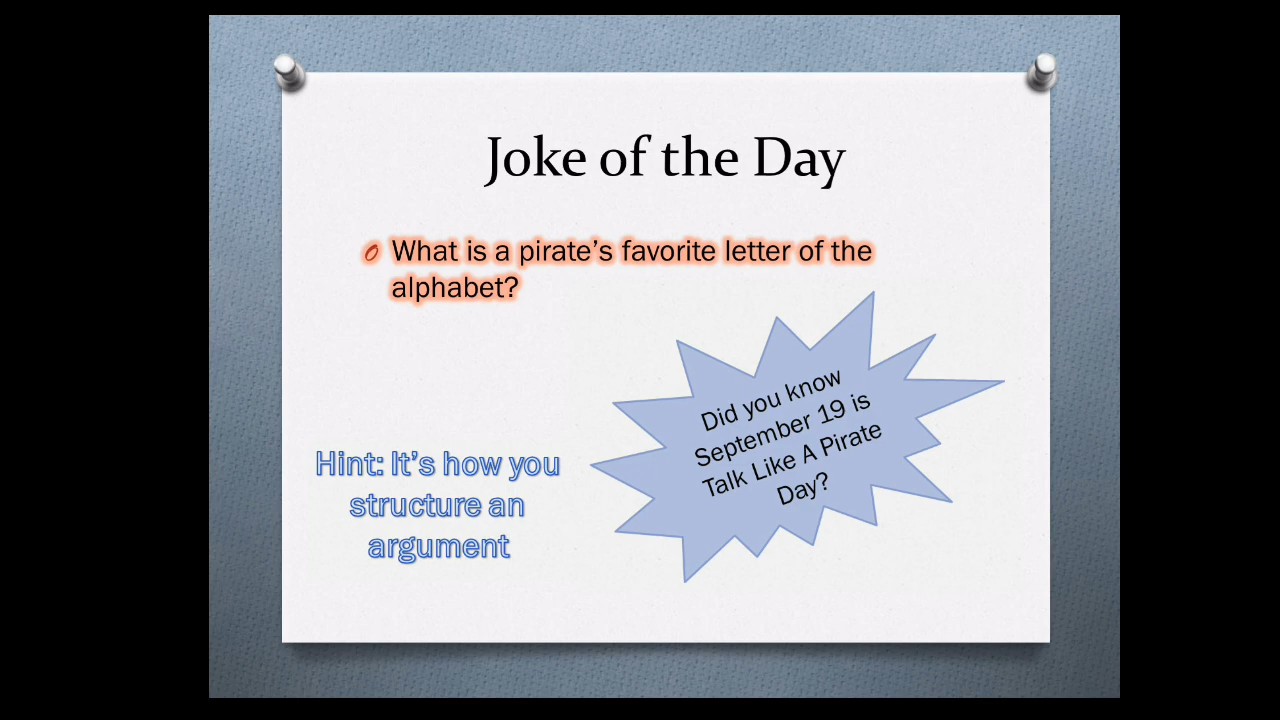 Joke of the Day
What is a pirate's favorite letter of the
alphabet?
Did you know
September 19 is
Talk Like A Pirate
Day?
Hint: It's how you
structure an
argument